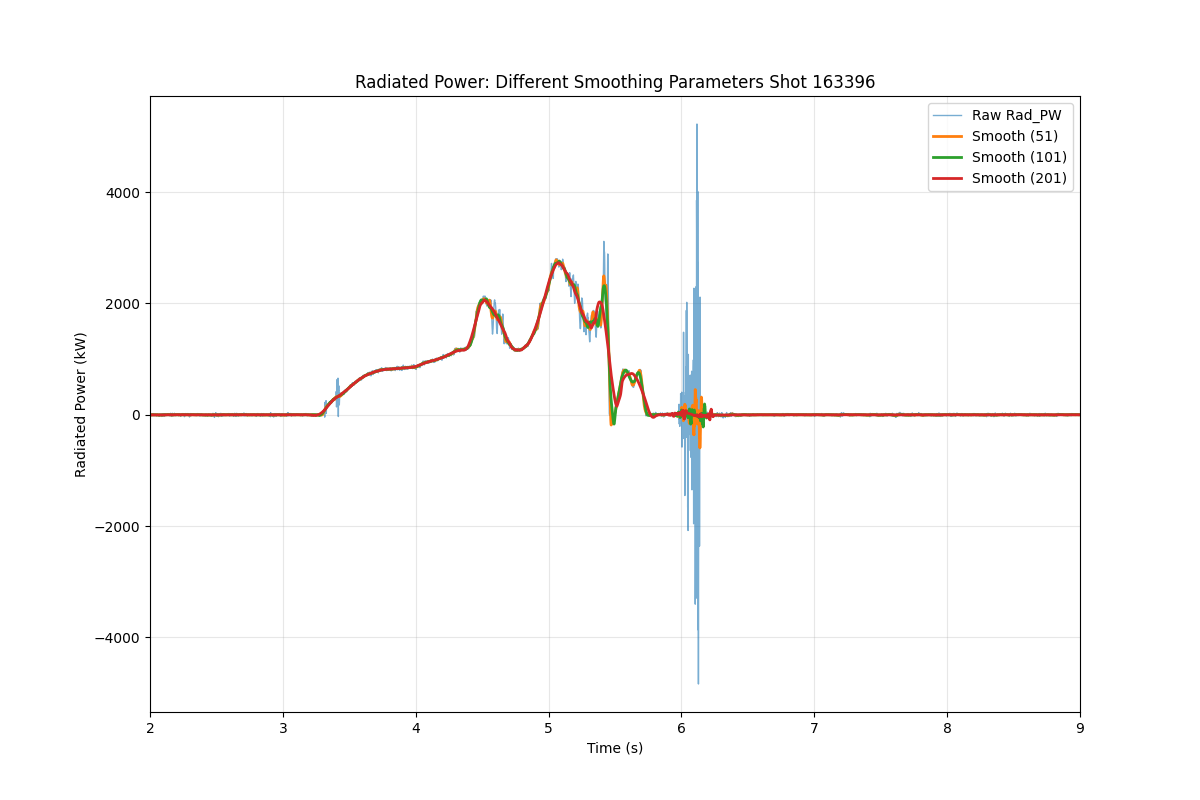 Radiated Power: Different Smoothing Parameters Shot 163396
Raw Rad_PW
Smooth (51)
Smooth (101)
Smooth (201)
Radiated Power (kW)
4000
2000
0
−2000
−4000
2 3 4 5 6 7 8 9
Time (s)